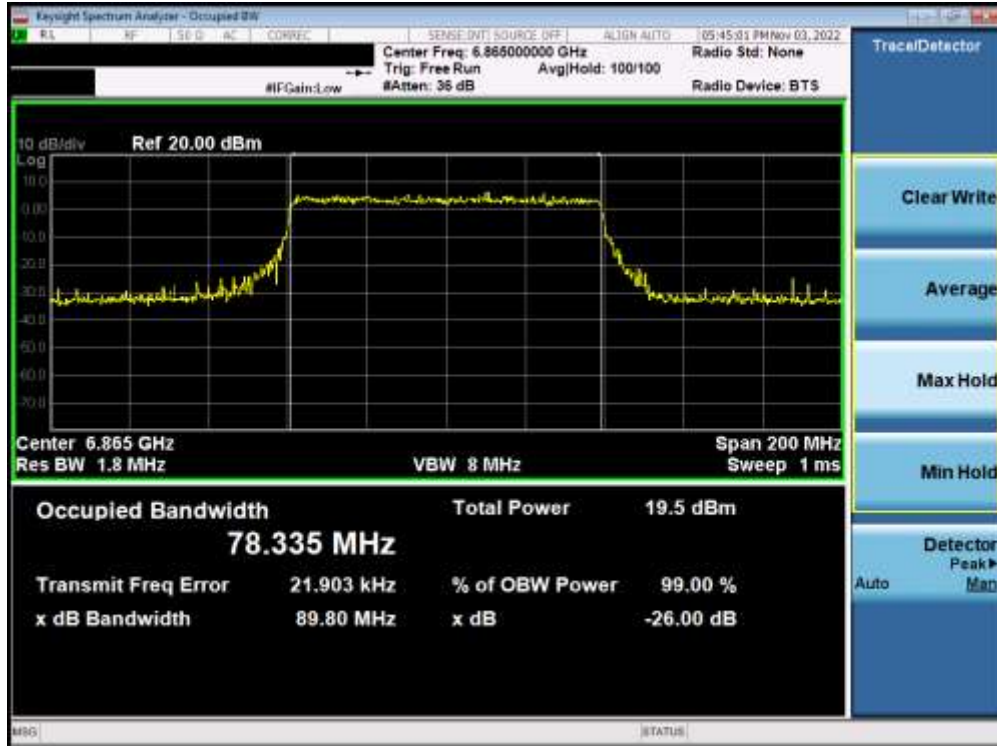 Keysight Spectrum Analyzer - Occupied BW
RL RF 50 Ω AC CORREC SENSE:INT SOURCE OFF ALIGN AUTO 05:45:01 PM Nov 03, 2022
Center Freq: 6.865000000 GHz Radio Std: None
Trig: Free Run Avg|Hold: 100/100
#IFGain:Low #Atten: 36 dB Radio Device: BTS
Trace/Detector
10 dB/div Ref 20.00 dBm
Log
10.0
0.00
10.0
20.0
30.0
40.0
50.0
60.0
70.0
Center 6.865 GHz Span 200 MHz
Res BW 1.8 MHz VBW 8 MHz Sweep 1 ms
Occupied Bandwidth Total Power 19.5 dBm
78.335 MHz
Transmit Freq Error 21.903 kHz % of OBW Power 99.00 %
x dB Bandwidth 89.80 MHz x dB -26.00 dB
Clear Write
Average
Max Hold
Min Hold
Detector
Peak▶
Auto Man
MSG STATUS